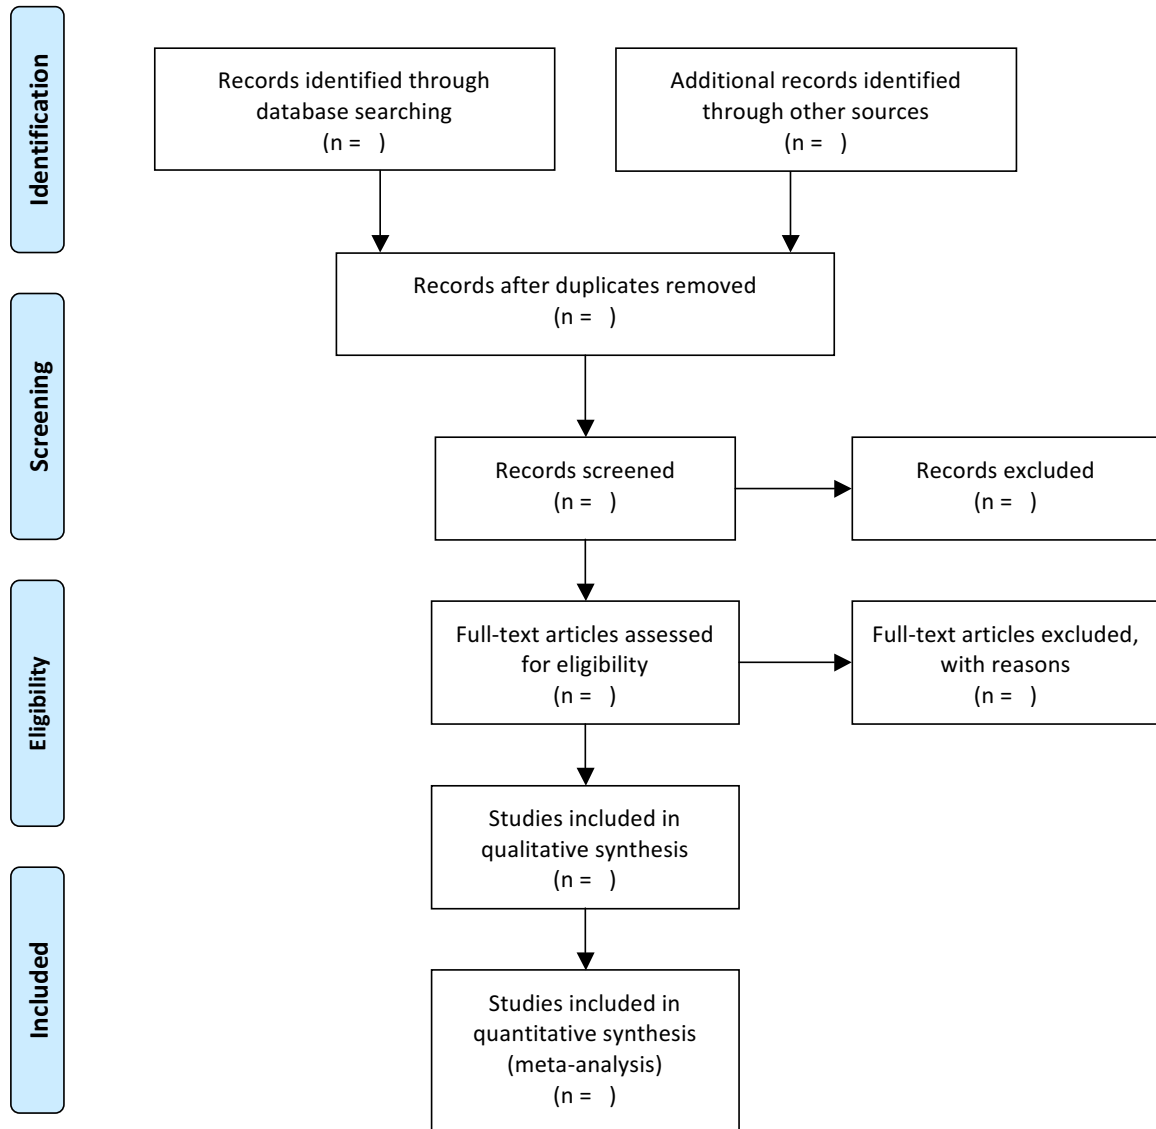 Identification
Records identified through
database searching
(n =   )
Additional records identified
through other sources
(n =   )
Records after duplicates removed
(n =   )
Screening
Records screened
(n =   )
Records excluded
(n =   )
Eligibility
Full-text articles assessed
for eligibility
(n =   )
Full-text articles excluded,
with reasons
(n =   )
Studies included in
qualitative synthesis
(n =   )
Included
Studies included in
quantitative synthesis
(meta-analysis)
(n =   )